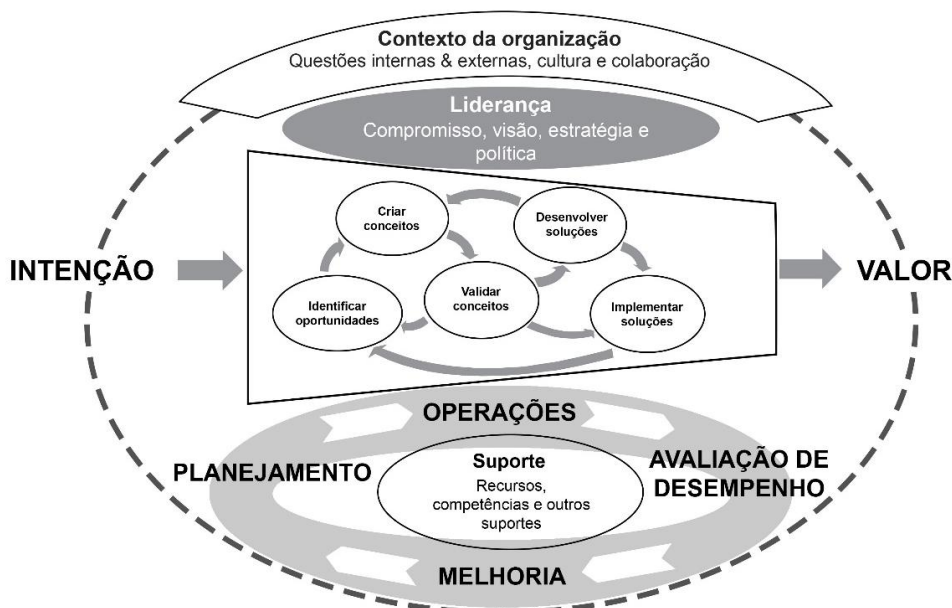 Contexto da organização
Questões internas & externas, cultura e colaboração
Liderança
Compromisso, visão, estratégia e
política
Criar
conceitos
Desenvolver
soluções
INTENÇÃO
VALOR
Identificar
oportunidades
Validar
conceitos
Implementar
soluções
OPERAÇÕES
PLANEJAMENTO
Suporte
Recursos,
competências e outros
suportes
AVALIAÇÃO DE
DESEMPENHO
MELHORIA